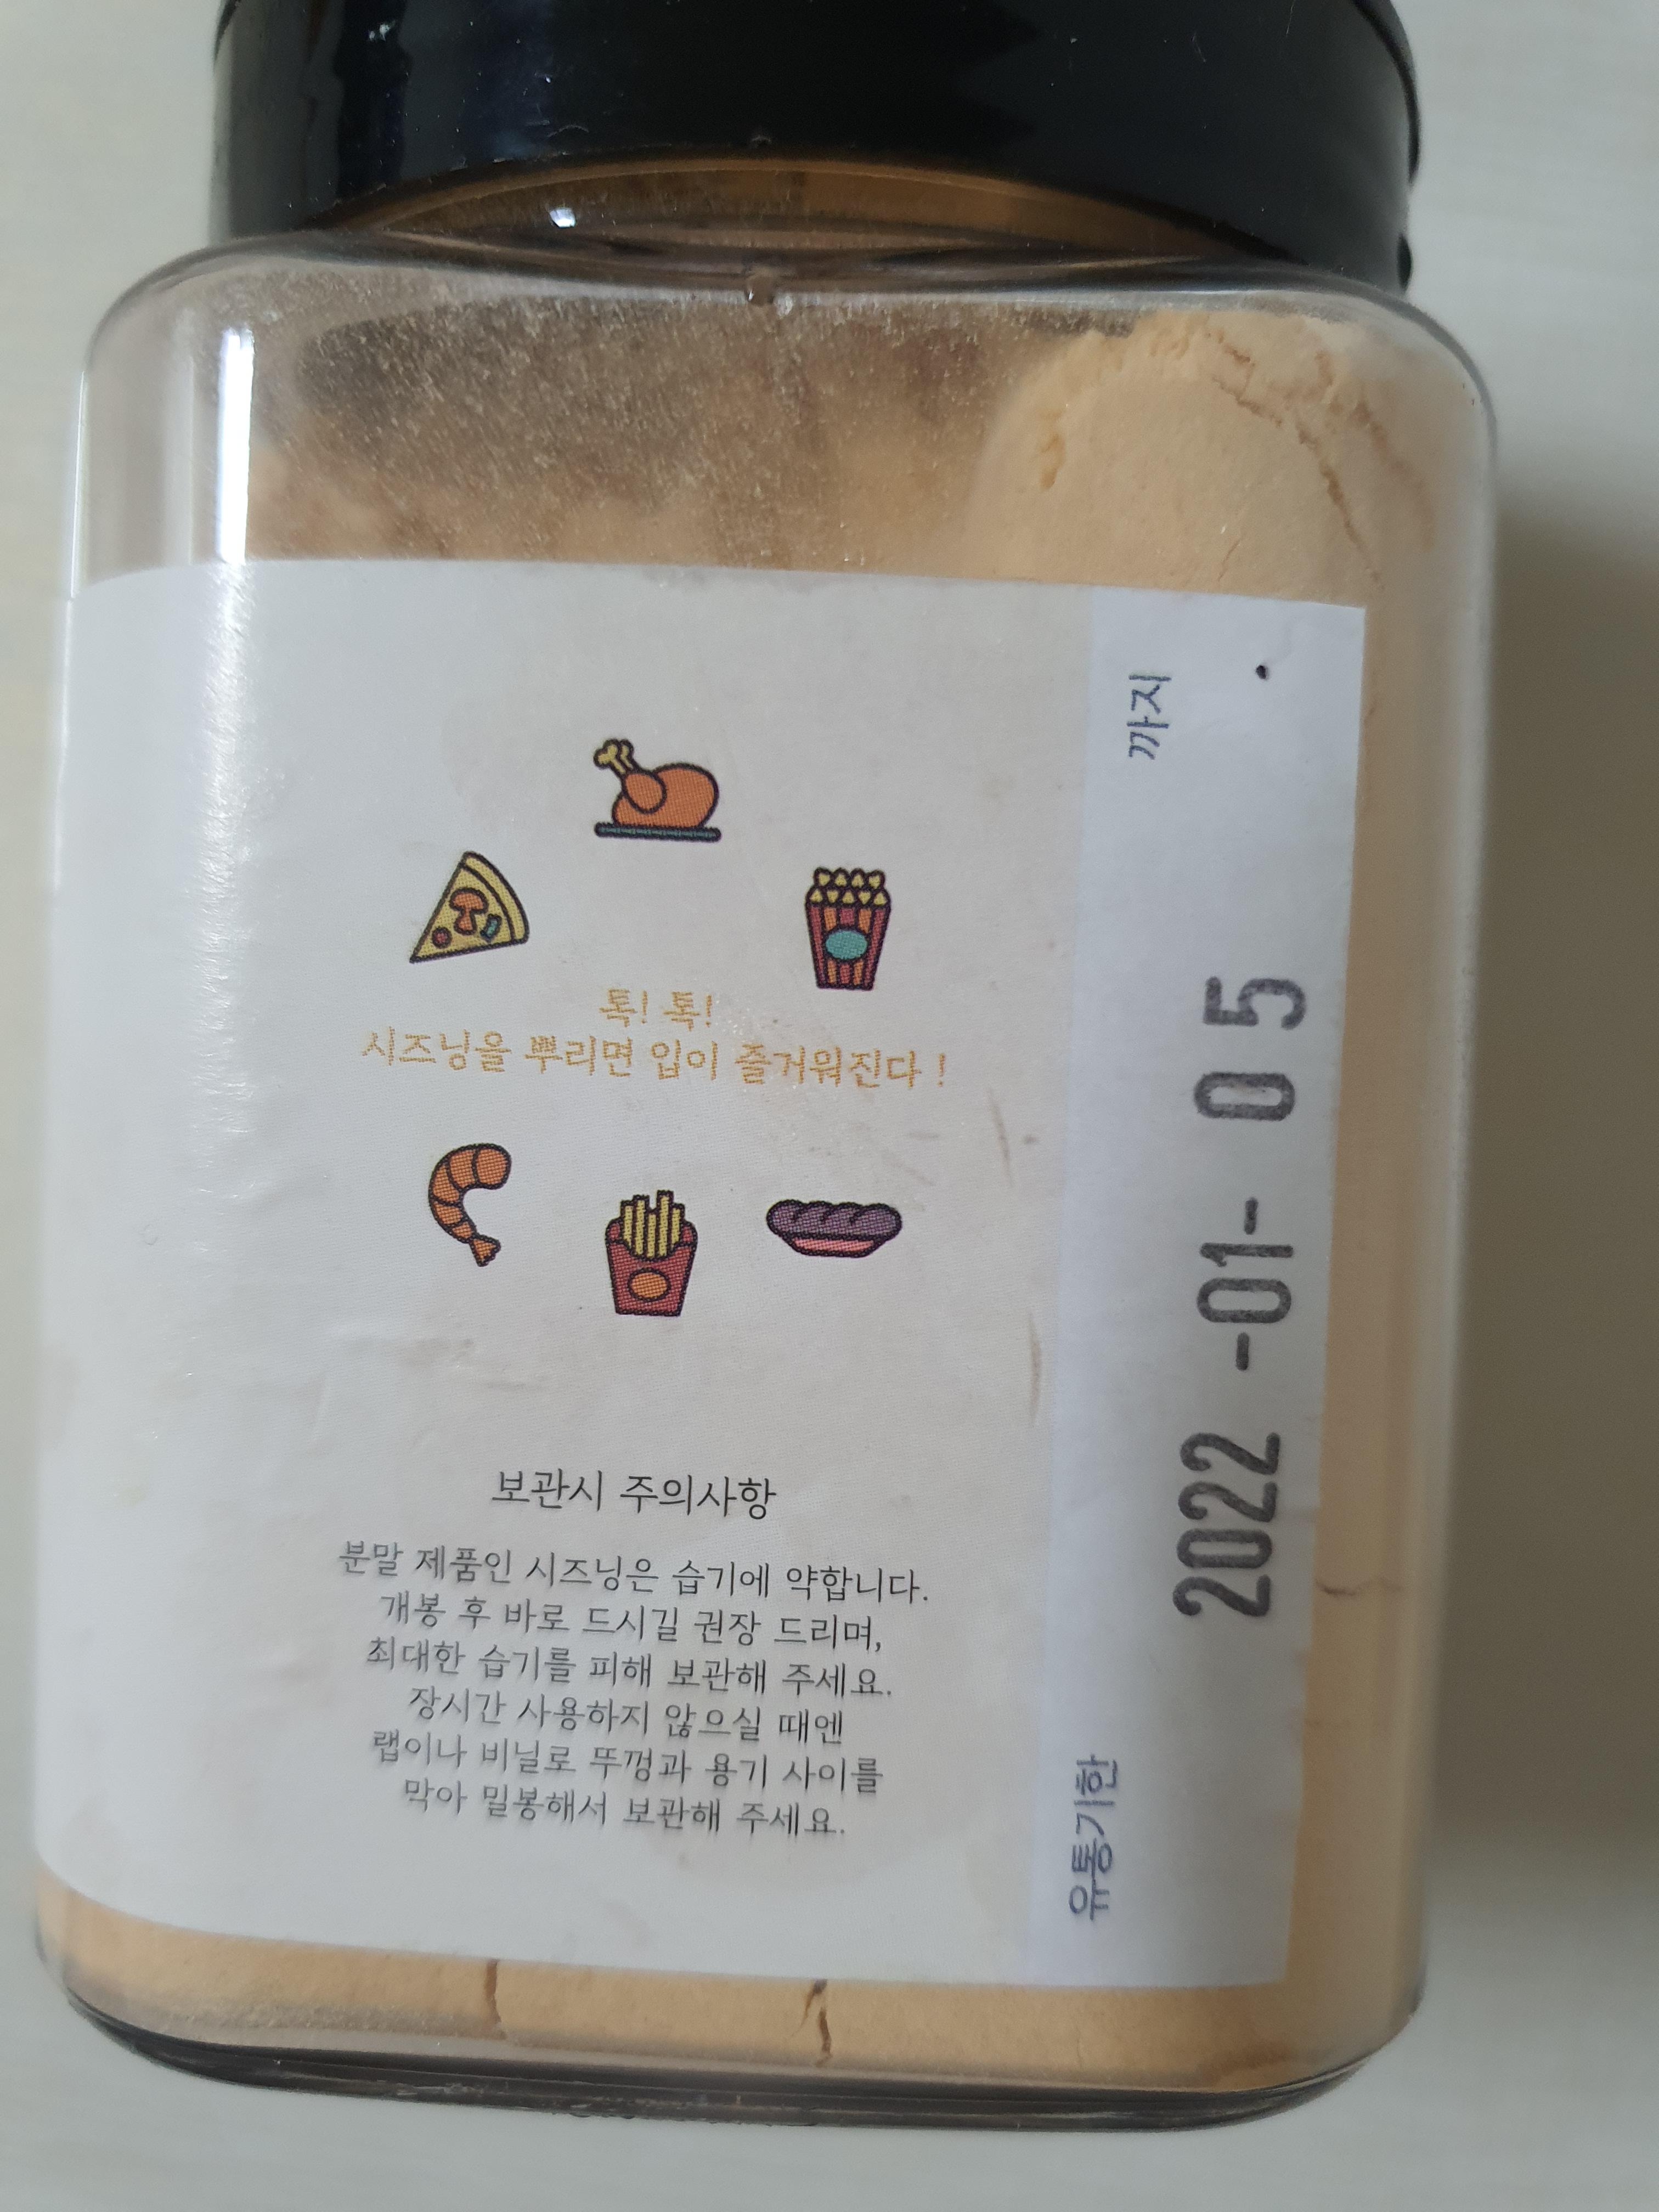 톡! 톡!
시즈닝을 뿌리면 입이 즐거워진다 !
보관시 주의사항
분말 제품인 시즈닝은 습기에 약합니다.
개봉 후 바로 드시길 권장 드리며,
최대한 습기를 피해 보관해 주세요.
장시간 사용하지 않으실 때엔
랩이나 비닐로 뚜껑과 용기 사이를
막아 밀봉해서 보관해 주세요.
유통기한 까지
2022 -01- 0 5